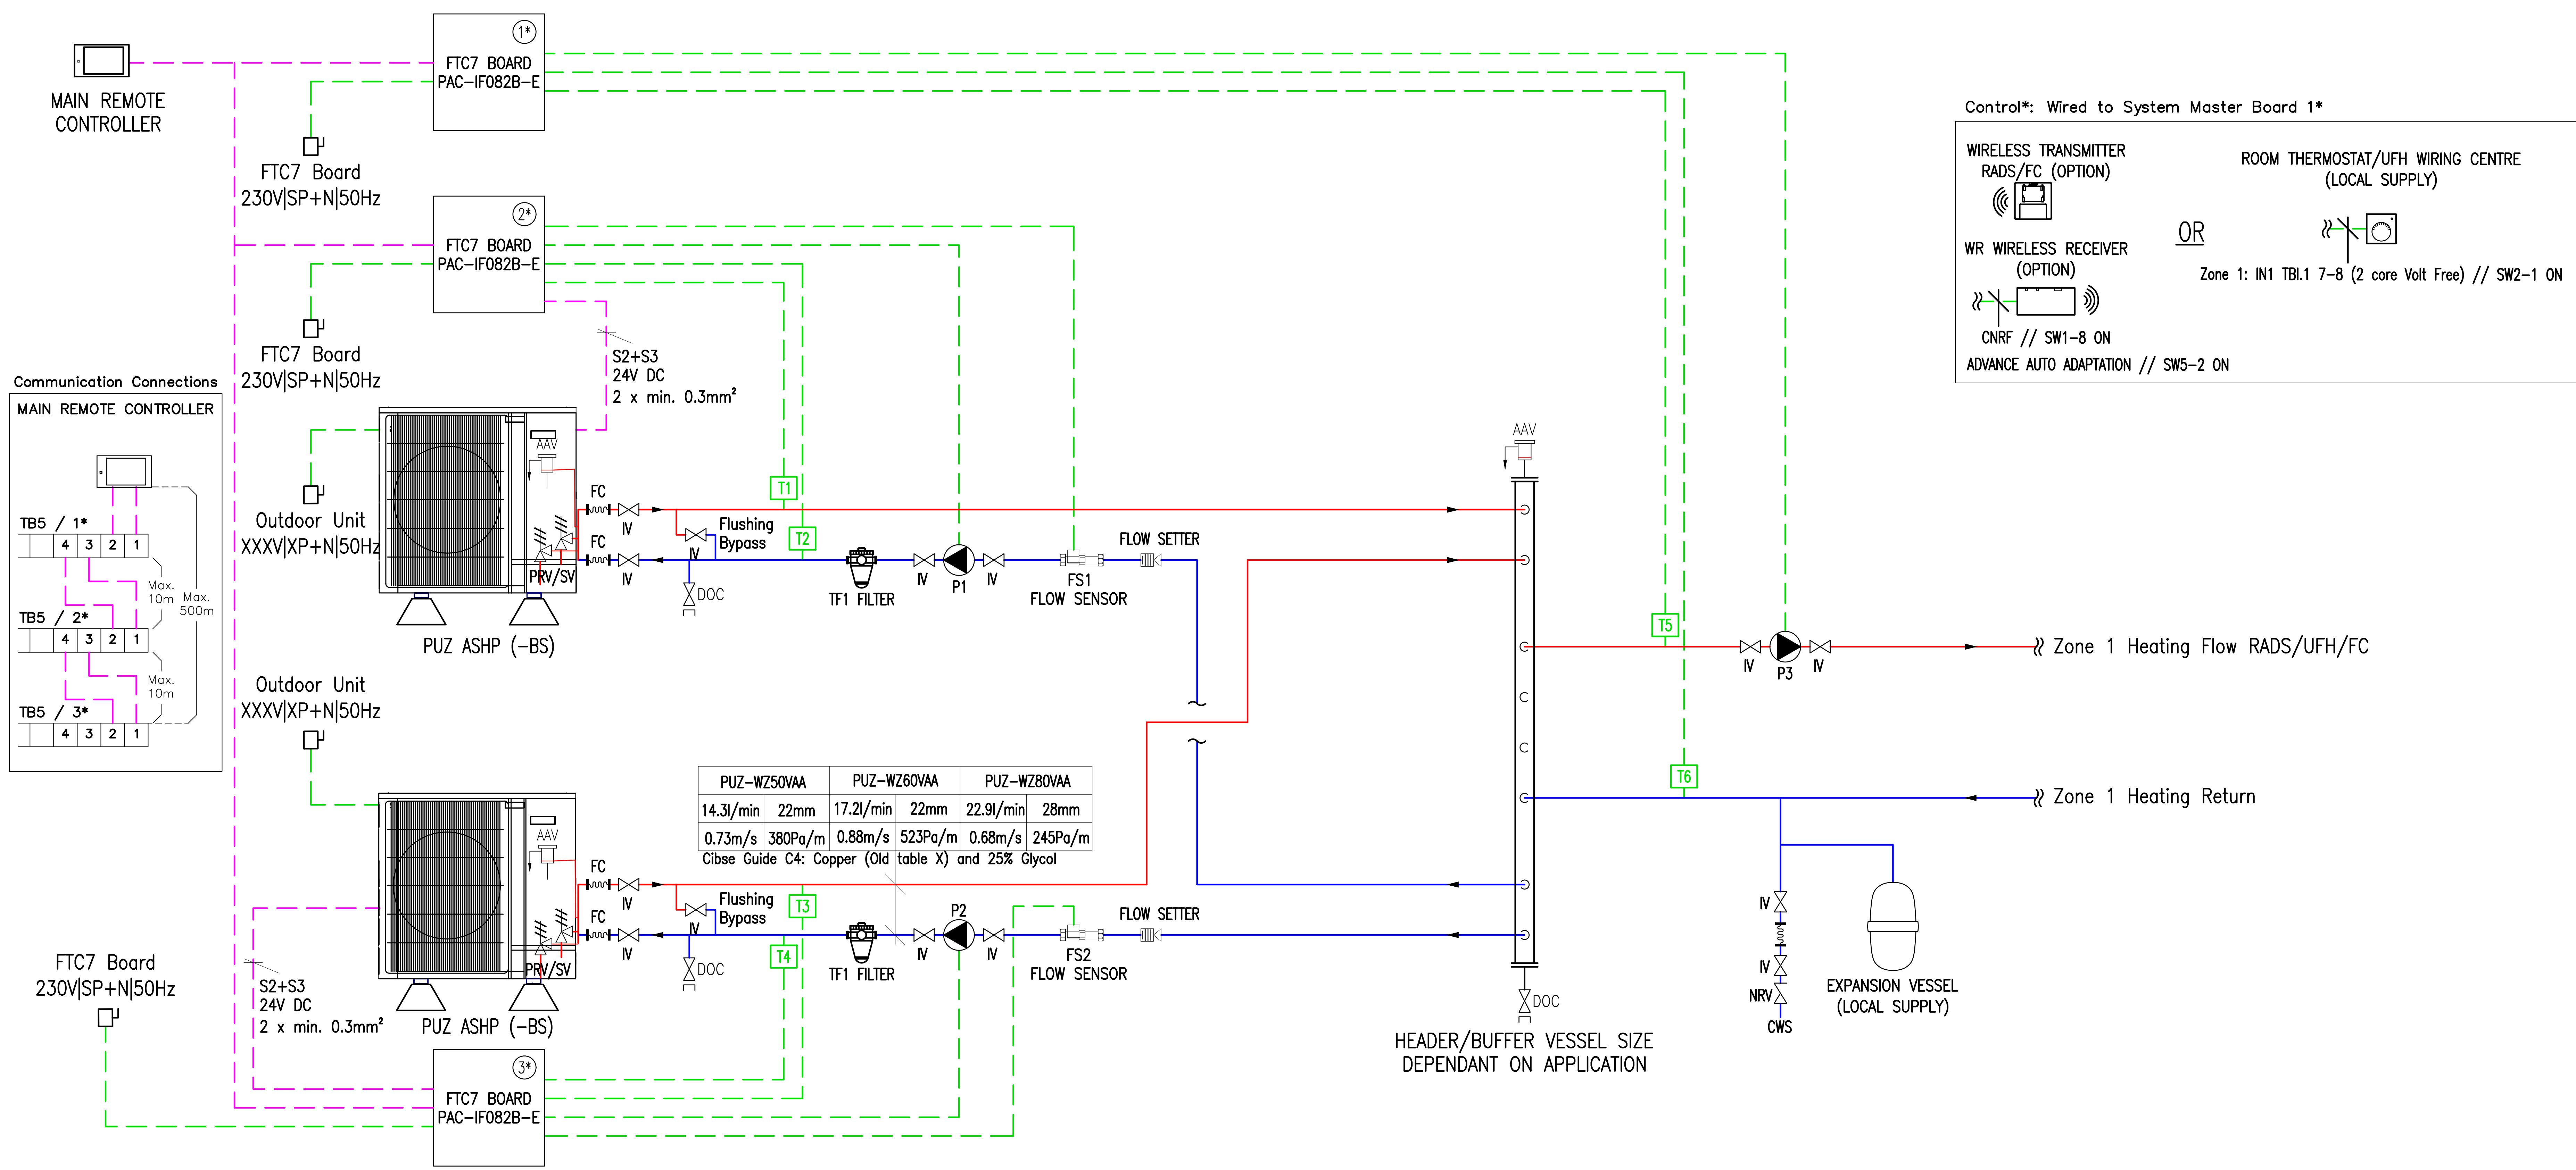 1*
FTC7 BOARD
PAC-IF082B-E
MAIN REMOTE
CONTROLLER
FTC7 Board
230V|SP+N|50Hz
2*
FTC7 BOARD
PAC-IF082B-E
FTC7 Board
230V|SP+N|50Hz
S2+S3
24V DC
2 x min. 0.3mm²
Control*: Wired to System Master Board 1*
WIRELESS TRANSMITTER
RADS/FC (OPTION)
WR WIRELESS RECEIVER
(OPTION)
CNRF // SW1-8 ON
ADVANCE AUTO ADAPTATION // SW5-2 ON
OR
ROOM THERMOSTAT/UFH WIRING CENTRE
(LOCAL SUPPLY)
Zone 1: IN1 TBI.1 7-8 (2 core Volt Free) // SW2-1 ON
Communication Connections
MAIN REMOTE CONTROLLER
TB5 / 1*
4 3 2 1
Max.
10m
Max.
500m
TB5 / 2*
4 3 2 1
Max.
10m
TB5 / 3*
4 3 2 1
Outdoor Unit
XXXV|XP+N|50Hz
AAV
PRV/SV
PUZ ASHP (-BS)
FC
IV
FC
IV
Flushing
Bypass
IV
DOC
T1
T2
TF1 FILTER
IV
P1
IV
FS1
FLOW SENSOR
FLOW SETTER
AAV
T5
IV
P3
IV
Zone 1 Heating Flow RADS/UFH/FC
T6
Zone 1 Heating Return
Outdoor Unit
XXXV|XP+N|50Hz
PUZ-WZ50VAA PUZ-WZ60VAA PUZ-WZ80VAA
14.3l/min 22mm 17.2l/min 22mm 22.9l/min 28mm
0.73m/s 380Pa/m 0.88m/s 523Pa/m 0.68m/s 245Pa/m
Cibse Guide C4: Copper (Old table X) and 25% Glycol
AAV
PRV/SV
PUZ ASHP (-BS)
FC
IV
FC
IV
Flushing
Bypass
IV
DOC
T3
T4
TF1 FILTER
IV
P2
IV
FS2
FLOW SENSOR
FLOW SETTER
DOC
HEADER/BUFFER VESSEL SIZE
DEPENDANT ON APPLICATION
IV
IV
NRV
CWS
EXPANSION VESSEL
(LOCAL SUPPLY)
FTC7 Board
230V|SP+N|50Hz
S2+S3
24V DC
2 x min. 0.3mm²
3*
FTC7 BOARD
PAC-IF082B-E